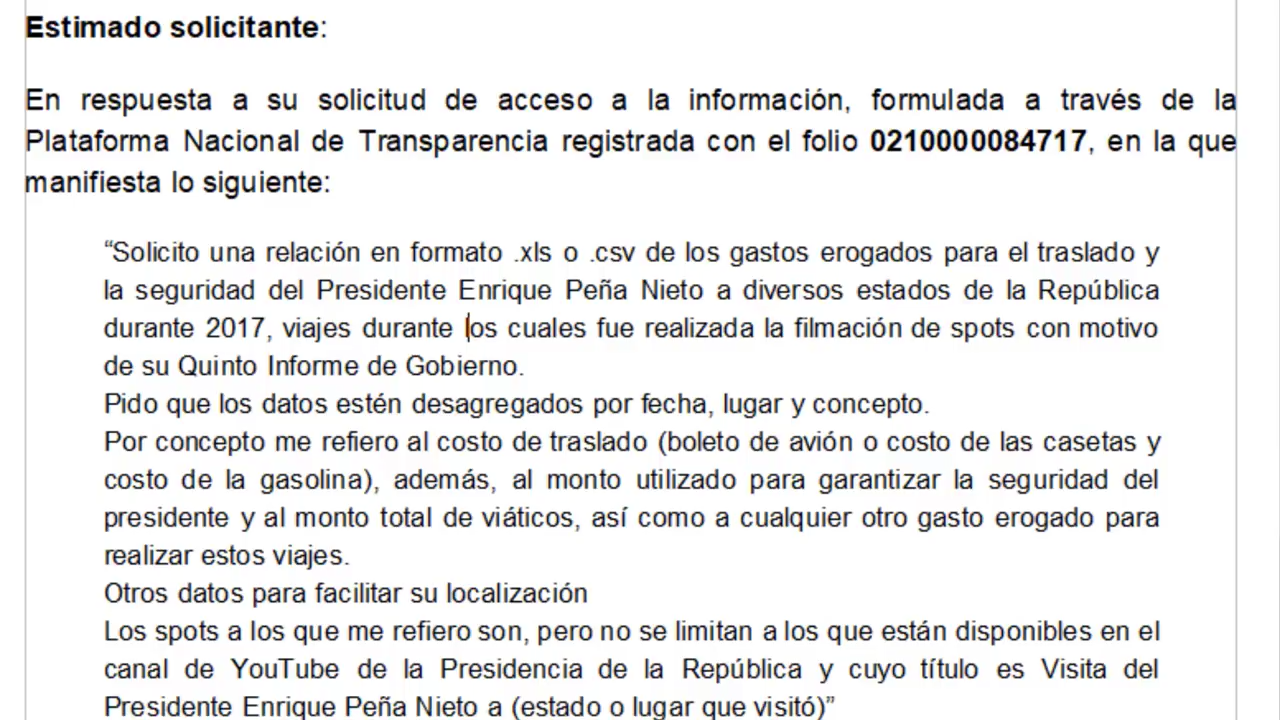 Estimado solicitante:
En respuesta a su solicitud de acceso a la información, formulada a través de la
Plataforma Nacional de Transparencia registrada con el folio 0210000084717, en la que
manifiesta lo siguiente:
“Solicito una relación en formato .xls o .csv de los gastos erogados para el traslado y
la seguridad del Presidente Enrique Peña Nieto a diversos estados de la República
durante 2017, viajes durante los cuales fue realizada la filmación de spots con motivo
de su Quinto Informe de Gobierno.
Pido que los datos estén desagregados por fecha, lugar y concepto.
Por concepto me refiero al costo de traslado (boleto de avión o costo de las casetas y
costo de la gasolina), además, al monto utilizado para garantizar la seguridad del
presidente y al monto total de viáticos, así como a cualquier otro gasto erogado para
realizar estos viajes.
Otros datos para facilitar su localización
Los spots a los que me refiero son, pero no se limitan a los que están disponibles en el
canal de YouTube de la Presidencia de la República y cuyo título es Visita del
Presidente Enrique Peña Nieto a (estado o lugar que visitó)”